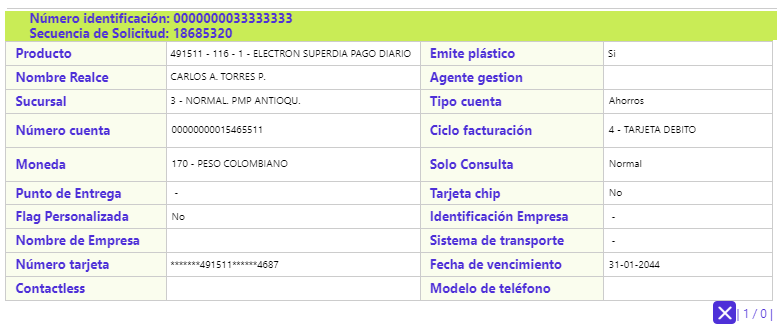 Número identificación: 0000000033333333
Secuencia de Solicitud: 18685320
Producto 491511 - 116 - 1 - ELECTRON SUPERDIA PAGO DIARIO Emite plástico Si
Nombre Realce CARLOS A. TORRES P. Agente gestion
Sucursal 3 - NORMAL. PMP ANTIOQU. Tipo cuenta Ahorros
Número cuenta 00000000015465511 Ciclo facturación 4 - TARJETA DEBITO
Moneda 170 - PESO COLOMBIANO Solo Consulta Normal
Punto de Entrega - Tarjeta chip No
Flag Personalizada No Identificación Empresa -
Nombre de Empresa Sistema de transporte -
Número tarjeta *******491511******4687 Fecha de vencimiento 31-01-2044
Contactless Modelo de teléfono
| 1 / 0 |